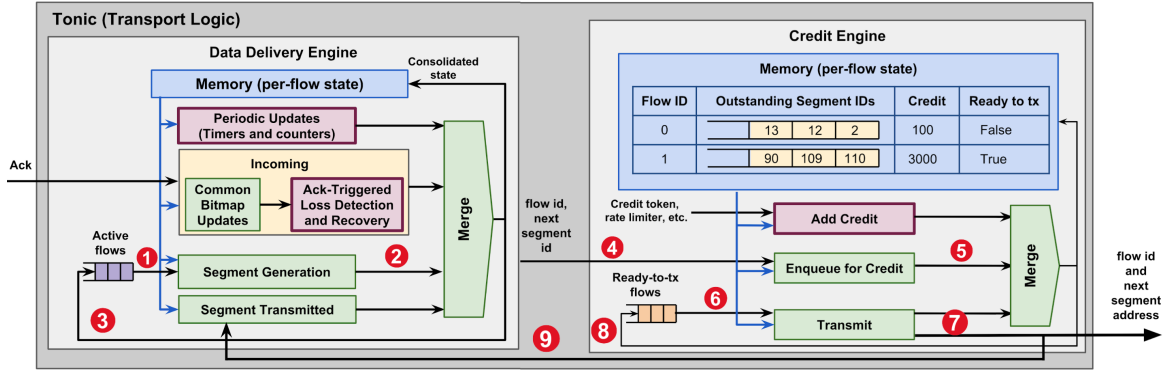 Tonic (Transport Logic)
Data Delivery Engine
Memory (per-flow state)
Consolidated
state
Periodic Updates
(Timers and counters)
Ack
Incoming
Common
Bitmap
Updates
Ack-Triggered
Loss Detection
and Recovery
Merge
Active
flows
1
Segment Generation
2
3
Segment Transmitted
flow id,
next
segment
id
4
9
Credit Engine
Memory (per-flow state)
Flow ID Outstanding Segment IDs Credit Ready to tx
0 13 12 2 100 False
1 90 109 110 3000 True
Credit token,
rate limiter, etc.
Add Credit
Enqueue for Credit
5
Merge
Ready-to-tx
flows
6
8
Transmit
7
flow id
and
next
segment
address